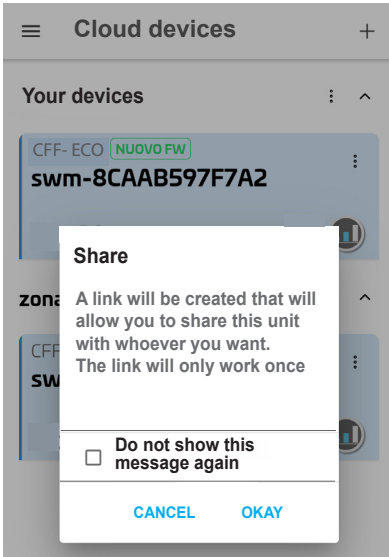 Cloud devices
Your devices
CFF- ECO NUOVO FW
swm-8CAAB597F7A2
Share
zona
A link will be created that will
allow you to share this unit
with whoever you want.
The link will only work once
CFF
sw
Do not show this
message again
CANCEL OKAY